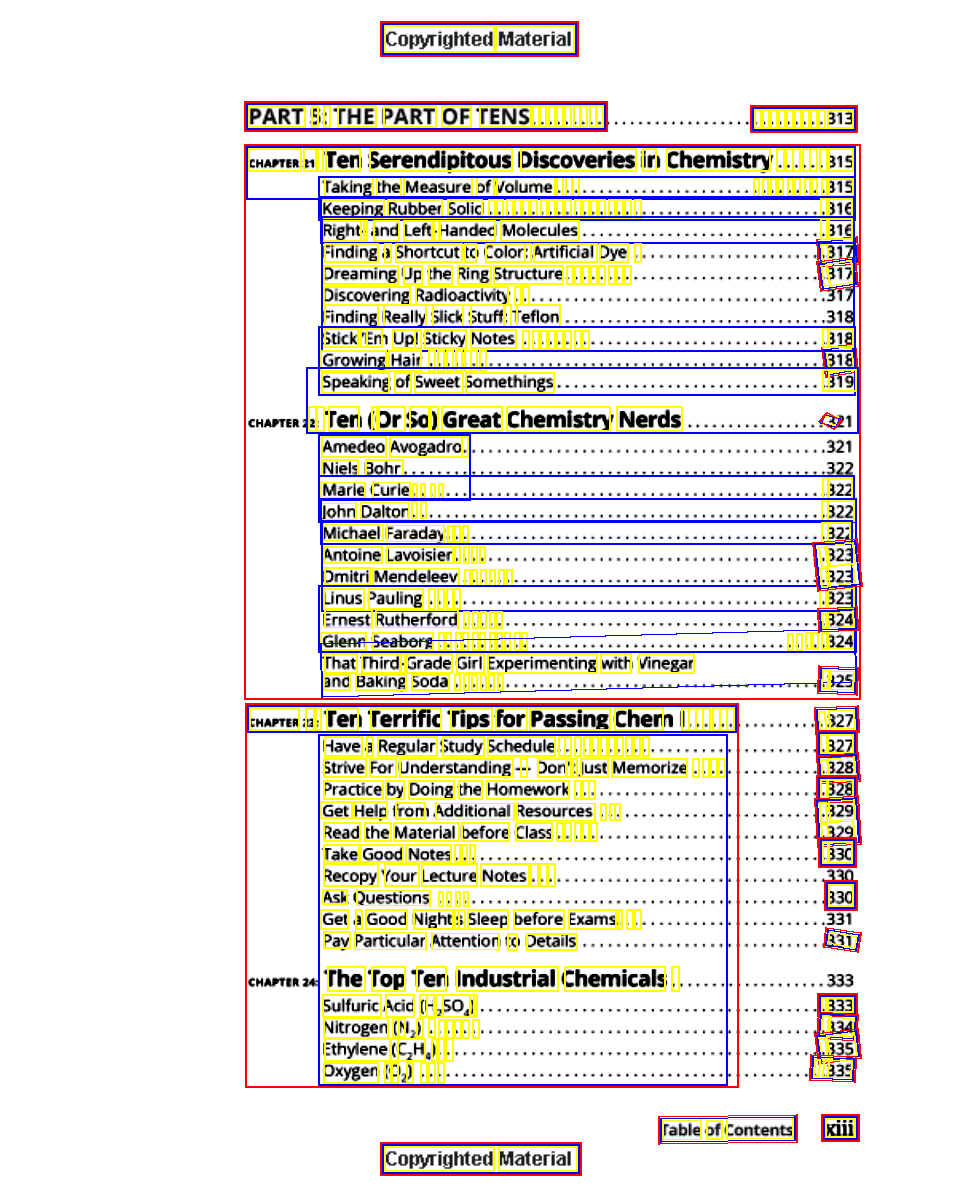 Copyrighted Material
PART 5: THE PART OF TENS ........................................ 313
CHAPTER 21: Ten Serendipitous Discoveries in Chemistry ...... 315
Taking the Measure of Volume ........................................ 315
Keeping Rubber Solid ........................................ 316
Right- and Left-Handed Molecules ........................................ 316
Finding a Shortcut to Color: Artificial Dye ........................................ 317
Dreaming Up the Ring Structure ........................................ 317
Discovering Radioactivity ........................................ 317
Finding Really Slick Stuff: Teflon ........................................ 318
Stick 'Em Up! Sticky Notes ........................................ 318
Growing Hair ........................................ 318
Speaking of Sweet Somethings ........................................ 319
CHAPTER 22: Ten (Or So) Great Chemistry Nerds .................... 321
Amedeo Avogadro ........................................ 321
Niels Bohr ........................................ 322
Marie Curie ........................................ 322
John Dalton ........................................ 322
Michael Faraday ........................................ 322
Antoine Lavoisier ........................................ 323
Dmitri Mendeleev ........................................ 323
Linus Pauling ........................................ 323
Ernest Rutherford ........................................ 324
Glenn Seaborg ........................................ 324
That Third-Grade Girl Experimenting with Vinegar
and Baking Soda ........................................ 325
CHAPTER 23: Ten Terrific Tips for Passing Chem I .................... 327
Have a Regular Study Schedule ........................................ 327
Strive For Understanding --- Don't Just Memorize .................... 328
Practice by Doing the Homework ........................................ 328
Get Help from Additional Resources ........................................ 329
Read the Material before Class ........................................ 329
Take Good Notes ........................................ 330
Recopy Your Lecture Notes ........................................ 330
Ask Questions ........................................ 330
Get a Good Night's Sleep before Exams ........................................ 331
Pay Particular Attention to Details ........................................ 331
CHAPTER 24: The Top Ten Industrial Chemicals .................... 333
Sulfuric Acid (H₂SO₄) ........................................ 333
Nitrogen (N₂) ........................................ 334
Ethylene (C₂H₄) ........................................ 335
Oxygen (O₂) ........................................ 335
Table of Contents xiii
Copyrighted Material